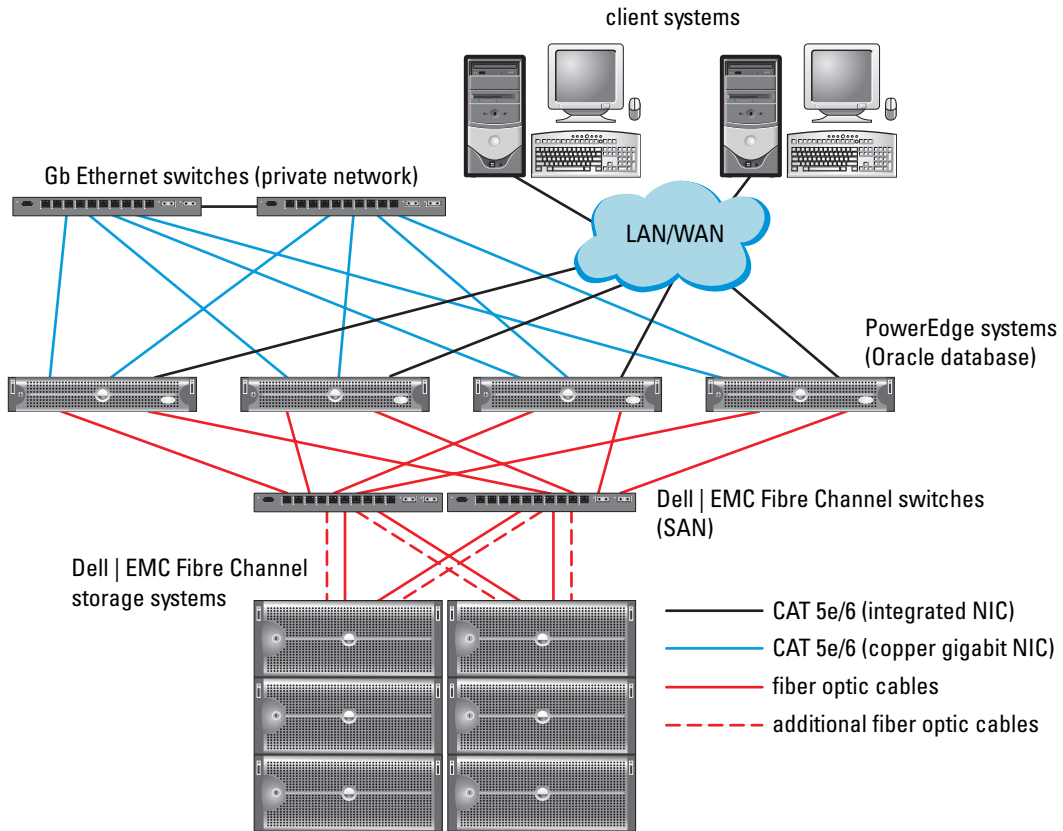 client systems
Gb Ethernet switches (private network)
LAN/WAN
PowerEdge systems
(Oracle database)
Dell | EMC Fibre Channel switches
(SAN)
Dell | EMC Fibre Channel
storage systems
CAT 5e/6 (integrated NIC)
CAT 5e/6 (copper gigabit NIC)
fiber optic cables
additional fiber optic cables